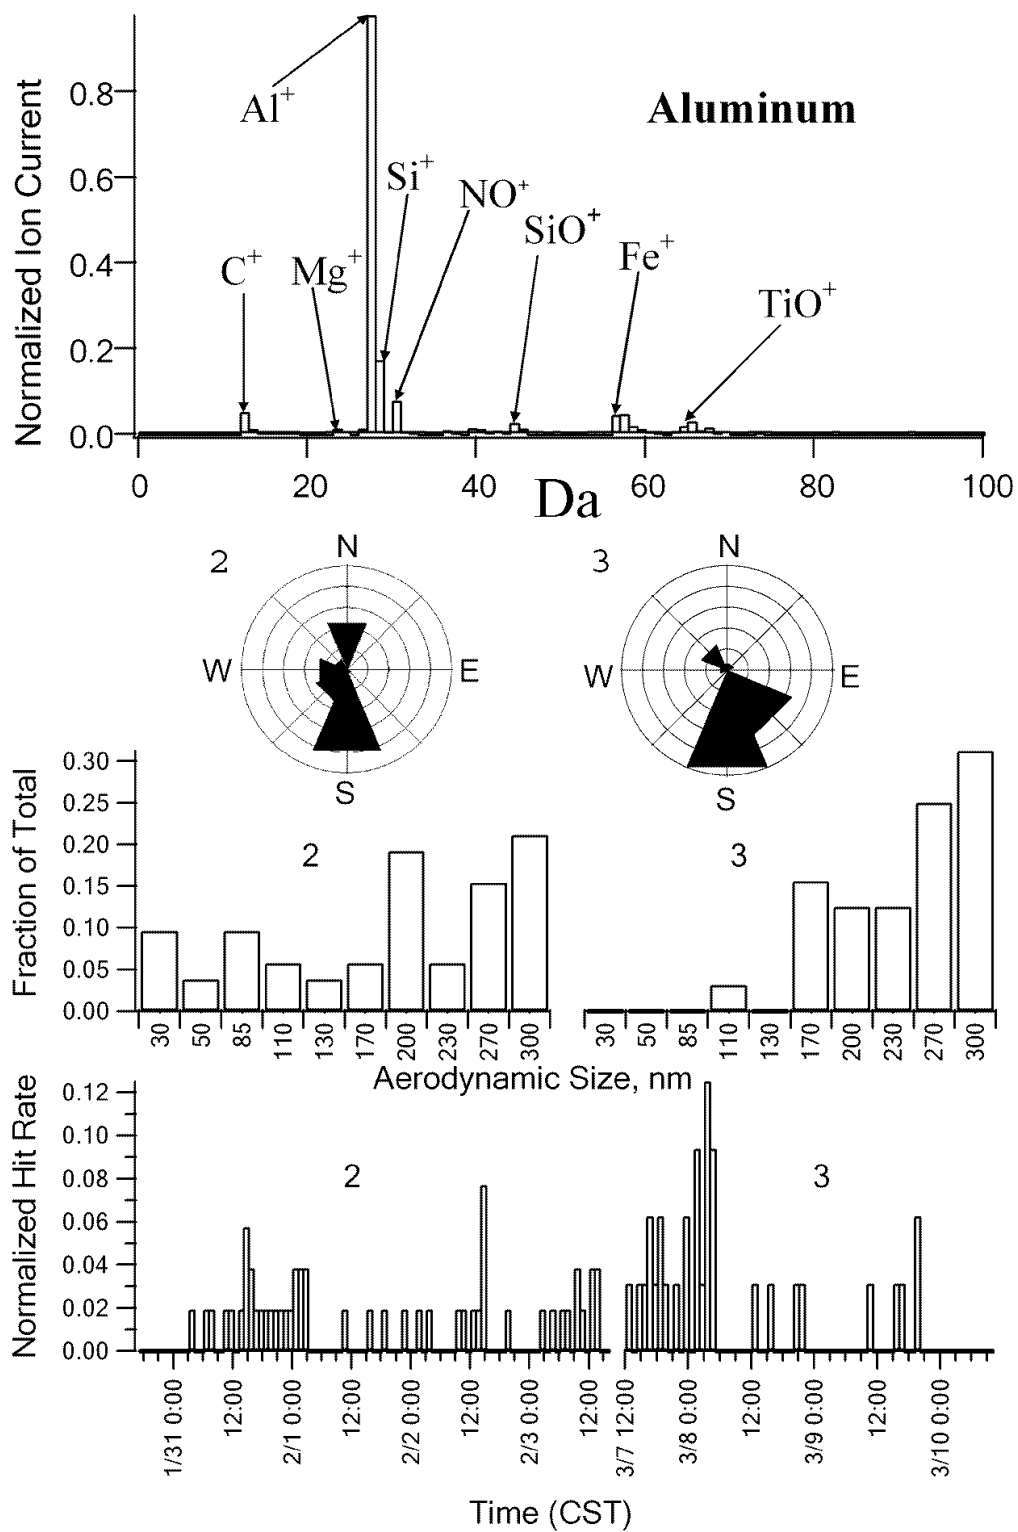 Normalized Ion Current
0.8
0.6
0.4
0.2
0.0
Al+
Aluminum
Si+
NO+
SiO+
C+
Mg+
Fe+
TiO+
0 20 40 60 80 100
Da
2
N
W
E
S
3
N
W
E
S
Fraction of Total
0.30
0.25
0.20
0.15
0.10
0.05
0.00
2
3
30 50 85 110 130 170 200 230 270 300
30 50 85 110 130 170 200 230 270 300
Aerodynamic Size, nm
Normalized Hit Rate
0.12
0.10
0.08
0.06
0.04
0.02
0.00
2
3
1/31 0:00
12:00
2/1 0:00
12:00
2/2 0:00
12:00
2/3 0:00
12:00
3/7 12:00
3/8 0:00
12:00
3/9 0:00
12:00
3/10 0:00
Time (CST)